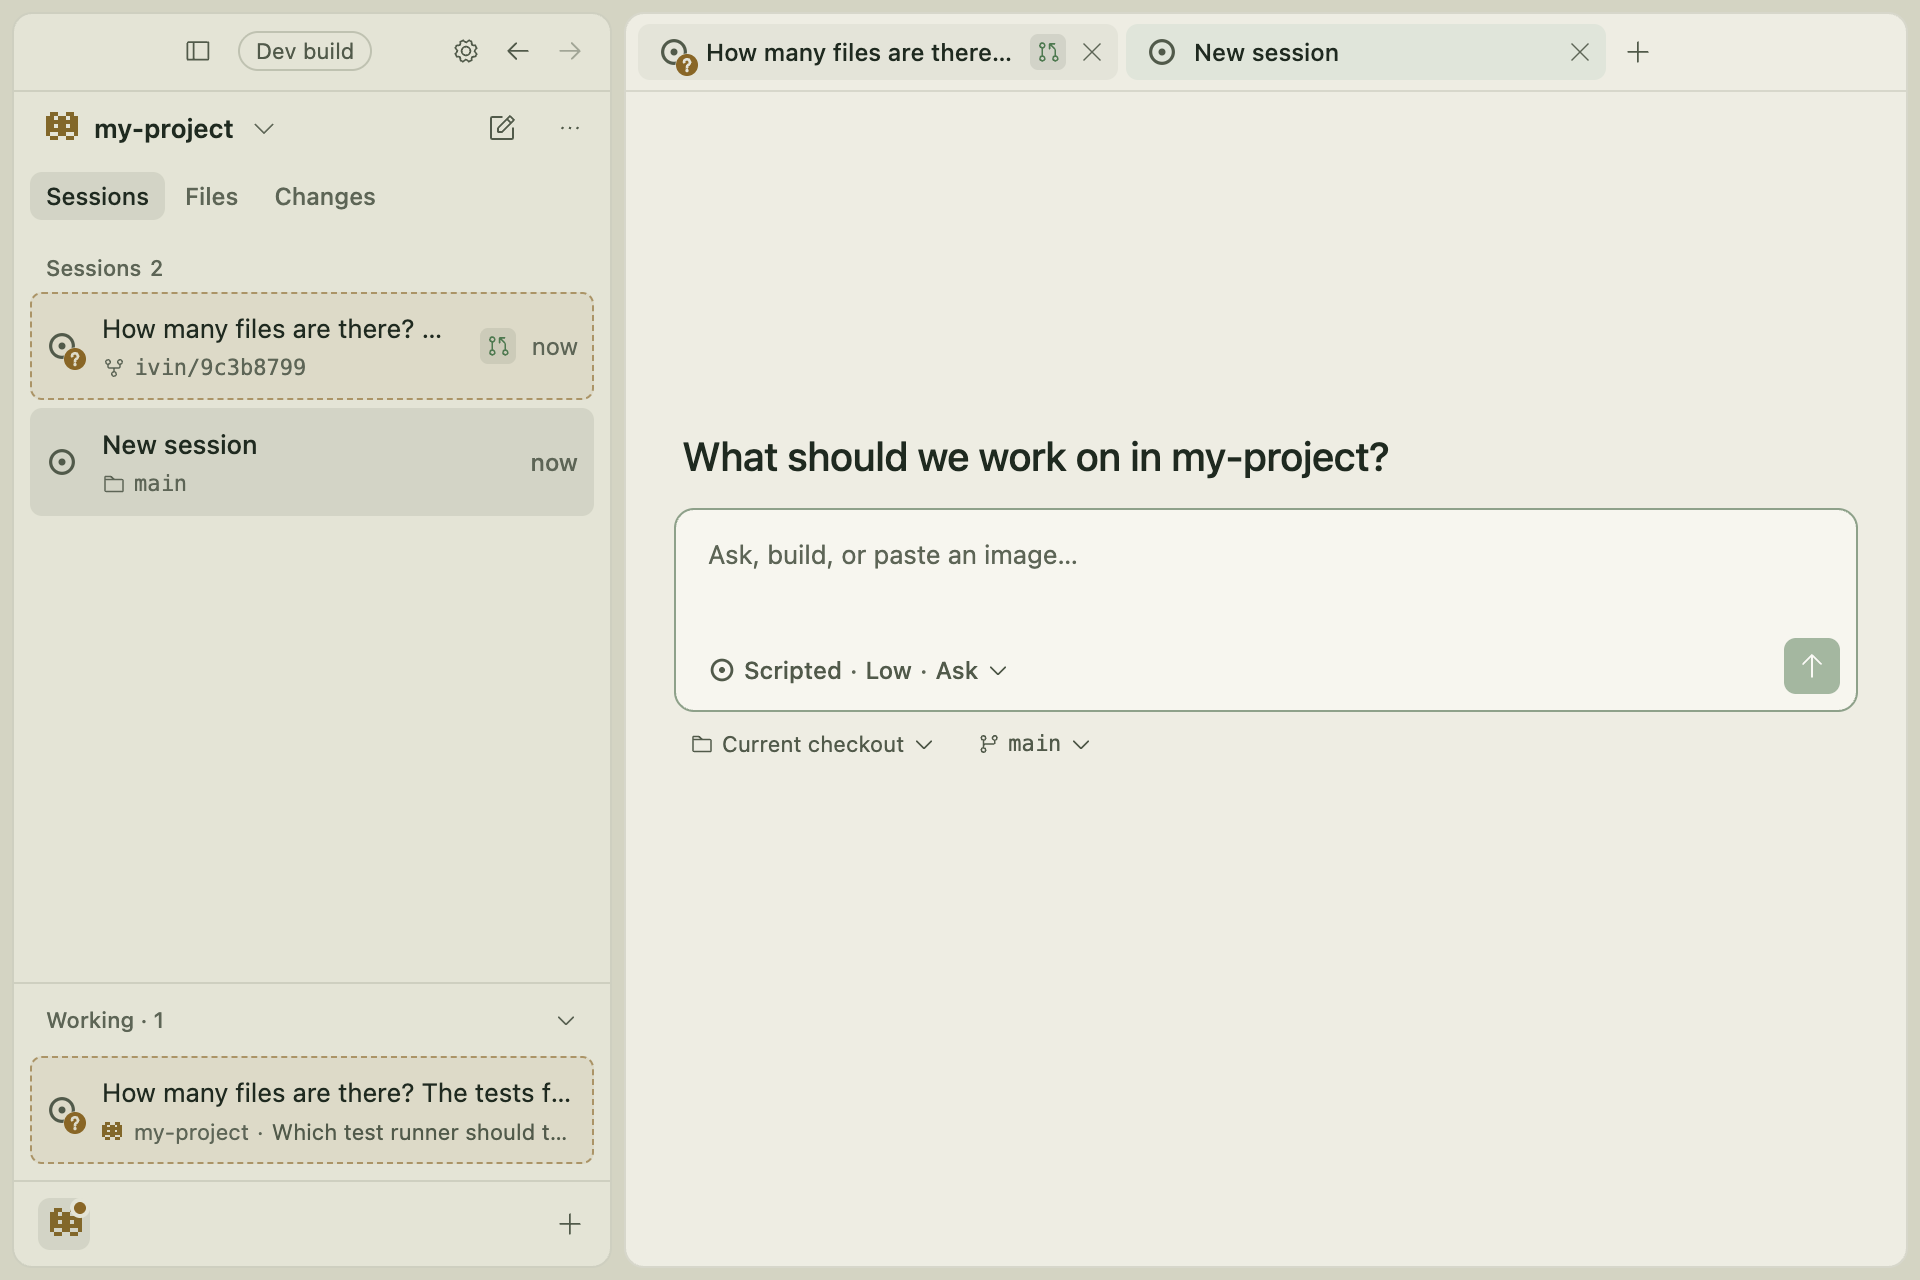 Dev build
my-project
Sessions Files Changes
Sessions 2
How many files are there? ...
ivin/9c3b8799
now
New session
main
now
Working · 1
How many files are there? The tests f...
my-project · Which test runner should t...
How many files are there...
New session
What should we work on in my-project?
Ask, build, or paste an image...
Scripted · Low · Ask
Current checkout
main